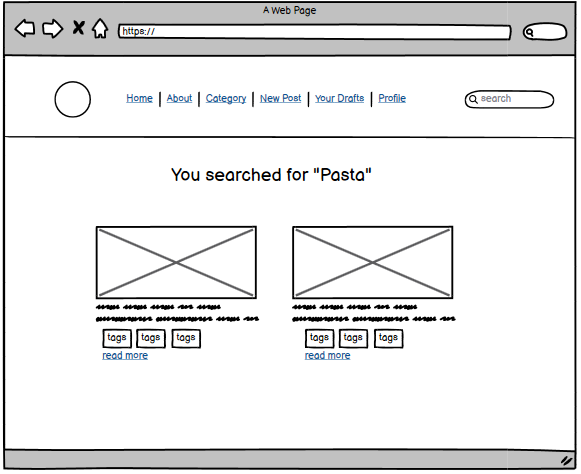 A Web Page
https://
Home | About | Category | New Post | Your Drafts | Profile
search
You searched for "Pasta"
tags tags tags tags tags tags
read more read more